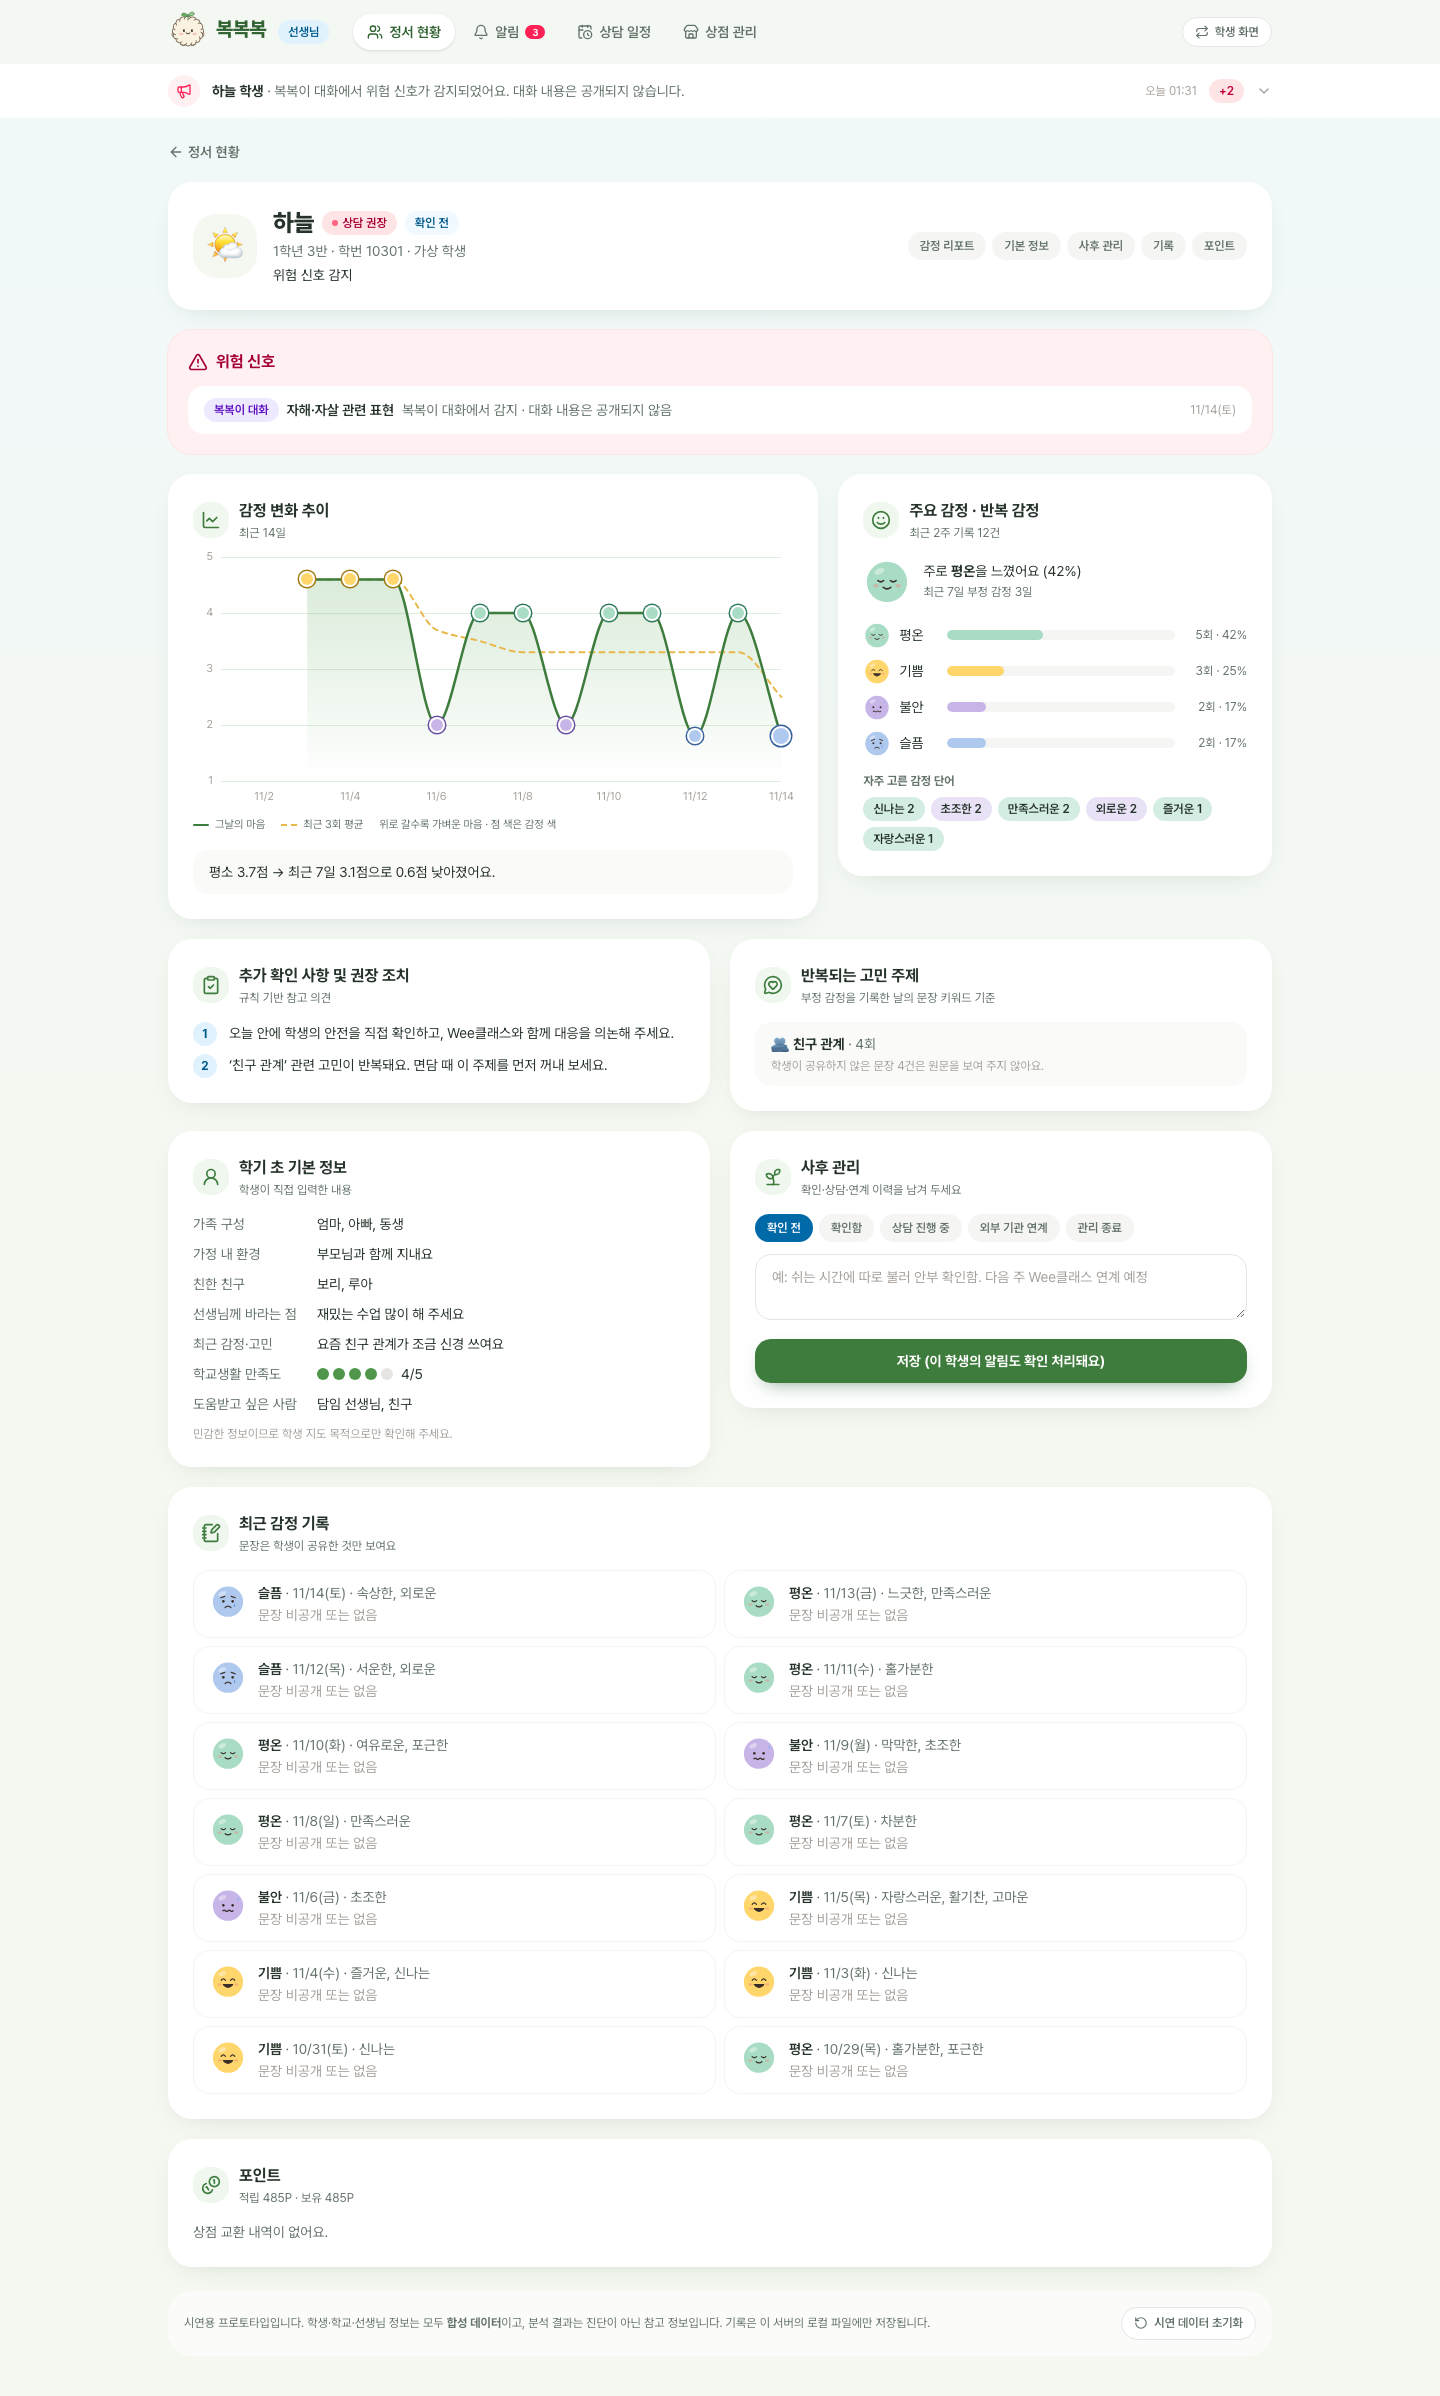 복복복 선생님 정서 현황 알림 3 상담 일정 상점 관리 학생 화면
하늘 학생 · 복복이 대화에서 위험 신호가 감지되었어요. 대화 내용은 공개되지 않습니다. 오늘 01:31 +2
← 정서 현황
하늘 상담 권장 확인 전
1학년 3반 · 학번 10301 · 가상 학생
위험 신호 감지
감정 리포트 기본 정보 사후 관리 기록 포인트
위험 신호
복복이 대화 자해·자살 관련 표현 복복이 대화에서 감지 · 대화 내용은 공개되지 않음 11/14(토)
감정 변화 추이
최근 14일
5
4
3
2
1
11/2 11/4 11/6 11/8 11/10 11/12 11/14
그날의 마음 최근 3회 평균 위로 갈수록 가벼운 마음 · 점 색은 감정 색
평소 3.7점 → 최근 7일 3.1점으로 0.6점 낮아졌어요.
주요 감정 · 반복 감정
최근 2주 기록 12건
주로 평온을 느꼈어요 (42%)
최근 7일 부정 감정 3일
평온 5회 · 42%
기쁨 3회 · 25%
불안 2회 · 17%
슬픔 2회 · 17%
자주 고른 감정 단어
신나는 2 초조한 2 만족스러운 2 외로운 2 즐거운 1
자랑스러운 1
추가 확인 사항 및 권장 조치
규칙 기반 참고 의견
1 오늘 안에 학생의 안전을 직접 확인하고, Wee클래스와 함께 대응을 의논해 주세요.
2 ‘친구 관계’ 관련 고민이 반복돼요. 면담 때 이 주제를 먼저 꺼내 보세요.
반복되는 고민 주제
부정 감정을 기록한 날의 문장 키워드 기준
친구 관계 · 4회
학생이 공유하지 않은 문장 4건은 원문을 보여 주지 않아요.
학기 초 기본 정보
학생이 직접 입력한 내용
가족 구성 엄마, 아빠, 동생
가정 내 환경 부모님과 함께 지내요
친한 친구 보리, 루아
선생님께 바라는 점 재밌는 수업 많이 해 주세요
최근 감정·고민 요즘 친구 관계가 조금 신경 쓰여요
학교생활 만족도 4/5
도움받고 싶은 사람 담임 선생님, 친구
민감한 정보이므로 학생 지도 목적으로만 확인해 주세요.
사후 관리
확인·상담·연계 이력을 남겨 두세요
확인 전 확인함 상담 진행 중 외부 기관 연계 관리 종료
예: 쉬는 시간에 따로 불러 안부 확인함. 다음 주 Wee클래스 연계 예정
저장 (이 학생의 알림도 확인 처리돼요)
최근 감정 기록
문장은 학생이 공유한 것만 보여요
슬픔 · 11/14(토) · 속상한, 외로운
문장 비공개 또는 없음
평온 · 11/13(금) · 느긋한, 만족스러운
문장 비공개 또는 없음
슬픔 · 11/12(목) · 서운한, 외로운
문장 비공개 또는 없음
평온 · 11/11(수) · 홀가분한
문장 비공개 또는 없음
평온 · 11/10(화) · 여유로운, 포근한
문장 비공개 또는 없음
불안 · 11/9(월) · 막막한, 초조한
문장 비공개 또는 없음
평온 · 11/8(일) · 만족스러운
문장 비공개 또는 없음
평온 · 11/7(토) · 차분한
문장 비공개 또는 없음
불안 · 11/6(금) · 초조한
문장 비공개 또는 없음
기쁨 · 11/5(목) · 자랑스러운, 활기찬, 고마운
문장 비공개 또는 없음
기쁨 · 11/4(수) · 즐거운, 신나는
문장 비공개 또는 없음
기쁨 · 11/3(화) · 신나는
문장 비공개 또는 없음
기쁨 · 10/31(토) · 신나는
문장 비공개 또는 없음
평온 · 10/29(목) · 홀가분한, 포근한
문장 비공개 또는 없음
포인트
적립 485P · 보유 485P
상점 교환 내역이 없어요.
시연용 프로토타입입니다. 학생·학교·선생님 정보는 모두 합성 데이터이고, 분석 결과는 진단이 아닌 참고 정보입니다. 기록은 이 서버의 로컬 파일에만 저장됩니다. 시연 데이터 초기화